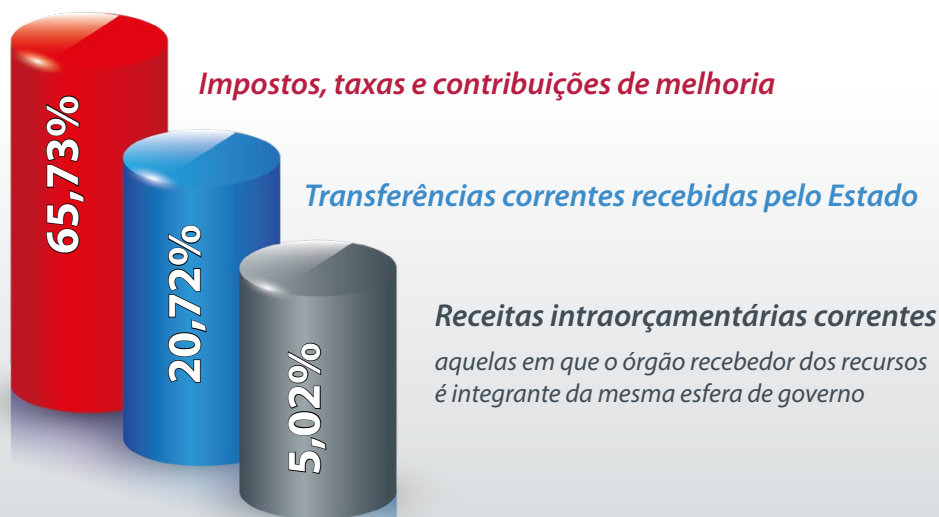 65,73%
Impostos, taxas e contribuições de melhoria
20,72%
Transferências correntes recebidas pelo Estado
5,02%
Receitas intraorçamentárias correntes
aquelas em que o órgão recebedor dos recursos
é integrante da mesma esfera de governo